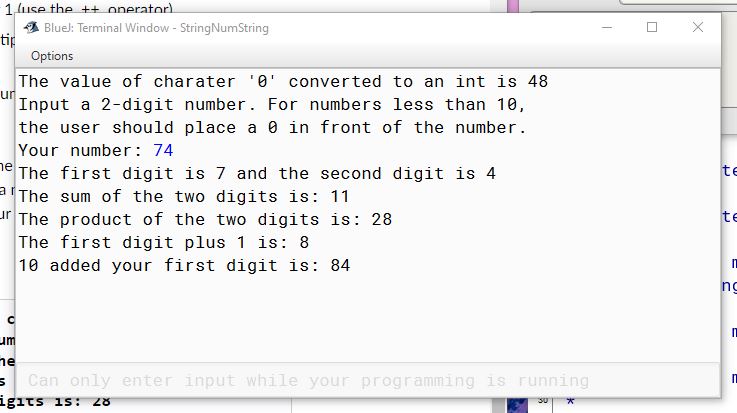 1 (use the ++ operator)
BlueJ: Terminal Window - StringNumString
Options
The value of charater '0' converted to an int is 48
Input a 2-digit number. For numbers less than 10,
the user should place a 0 in front of the number.
Your number: 74
The first digit is 7 and the second digit is 4
The sum of the two digits is: 11
The product of the two digits is: 28
The first digit plus 1 is: 8
10 added your first digit is: 84
Can only enter input while your programming is running
igits is: 28
30 *